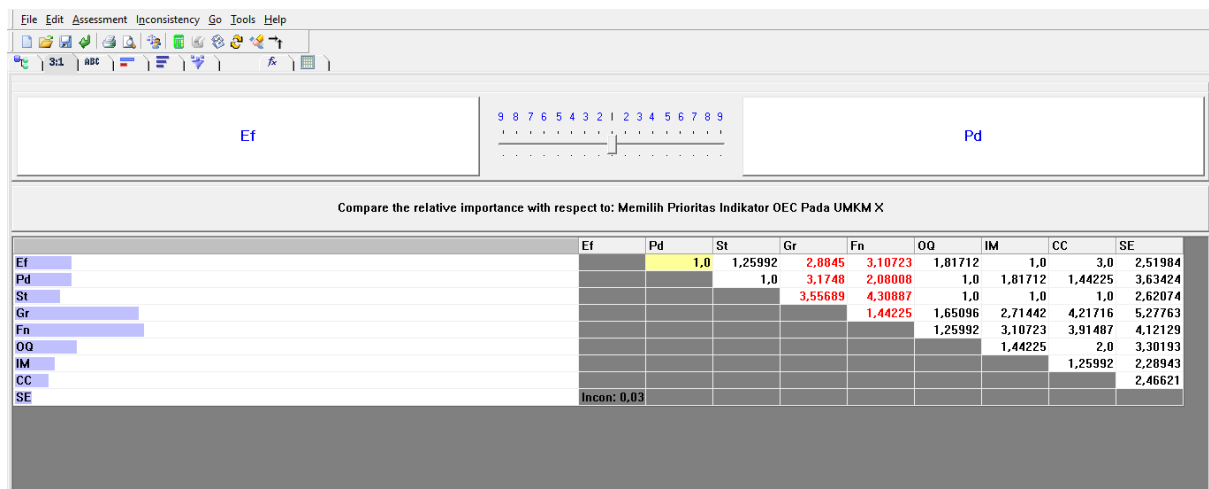 File Edit Assessment Inconsistency Go Tools Help
3:1 ABC fx
9 8 7 6 5 4 3 2 1 2 3 4 5 6 7 8 9
Ef Pd
Compare the relative importance with respect to: Memilih Prioritas Indikator OEC Pada UMKM X
Ef Pd St Gr Fn OQ IM CC SE
Ef 1,0 1,25992 2,8845 3,10723 1,81712 1,0 3,0 2,51984
Pd 1,0 3,1748 2,08008 1,0 1,81712 1,44225 3,63424
St 3,55689 4,30887 1,0 1,0 1,0 2,62074
Gr 1,44225 1,65096 2,71442 4,21716 5,27763
Fn 1,25992 3,10723 3,91487 4,12129
OQ 1,44225 2,0 3,30193
IM 1,25992 2,28943
CC 2,46621
SE Incon: 0,03